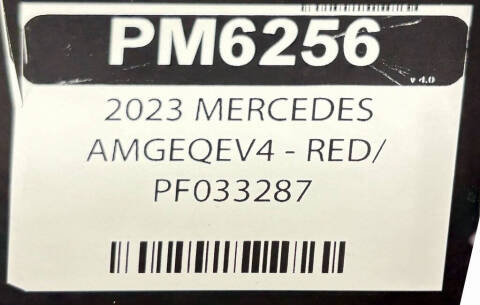 PM6256
v 4.0
2023 MERCEDES
AMGEQEV4 - RED/
PF033287